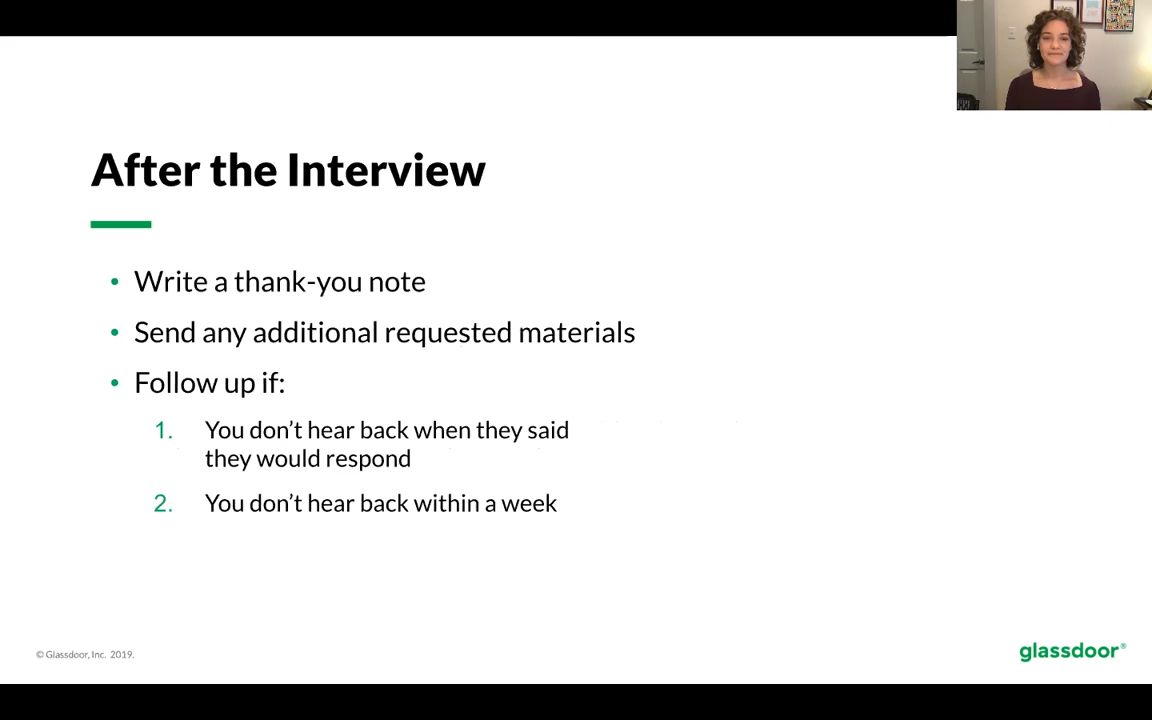 After the Interview
• Write a thank-you note
• Send any additional requested materials
• Follow up if:
1. You don’t hear back when they said
they would respond
2. You don’t hear back within a week
© Glassdoor, Inc. 2019.
glassdoor®